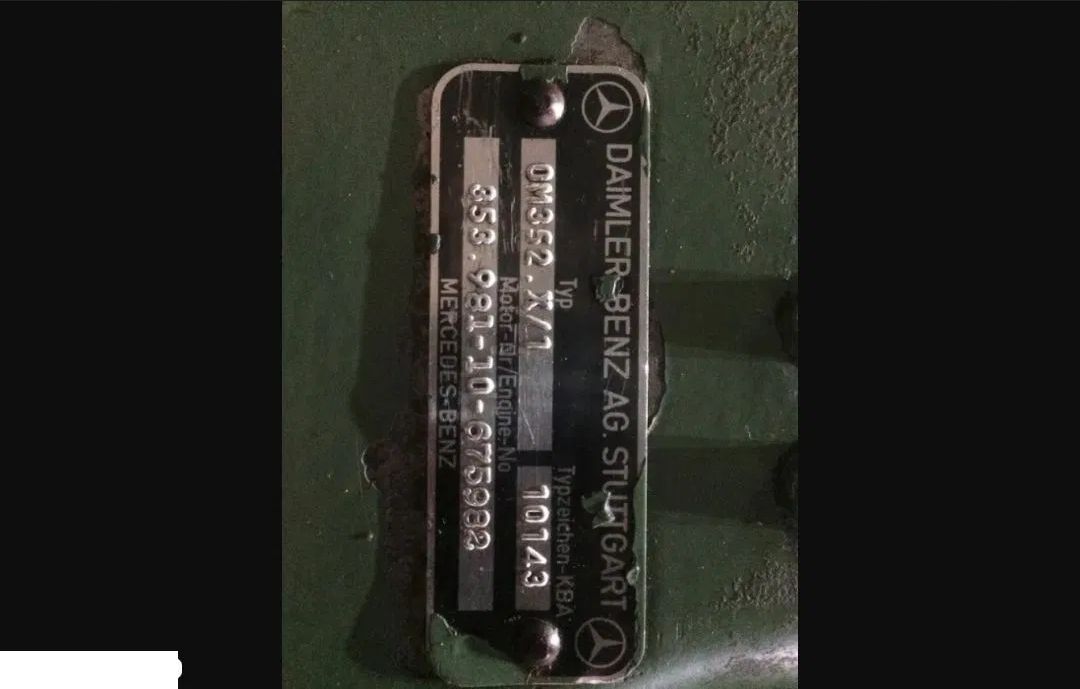 DAIMLER-BENZ AG. STUTTGART
Typ Typzeichen-KBA
OM352.X/1 10143
Motor-Nr/Engine-No
353.981-10-675982
MERCEDES-BENZ